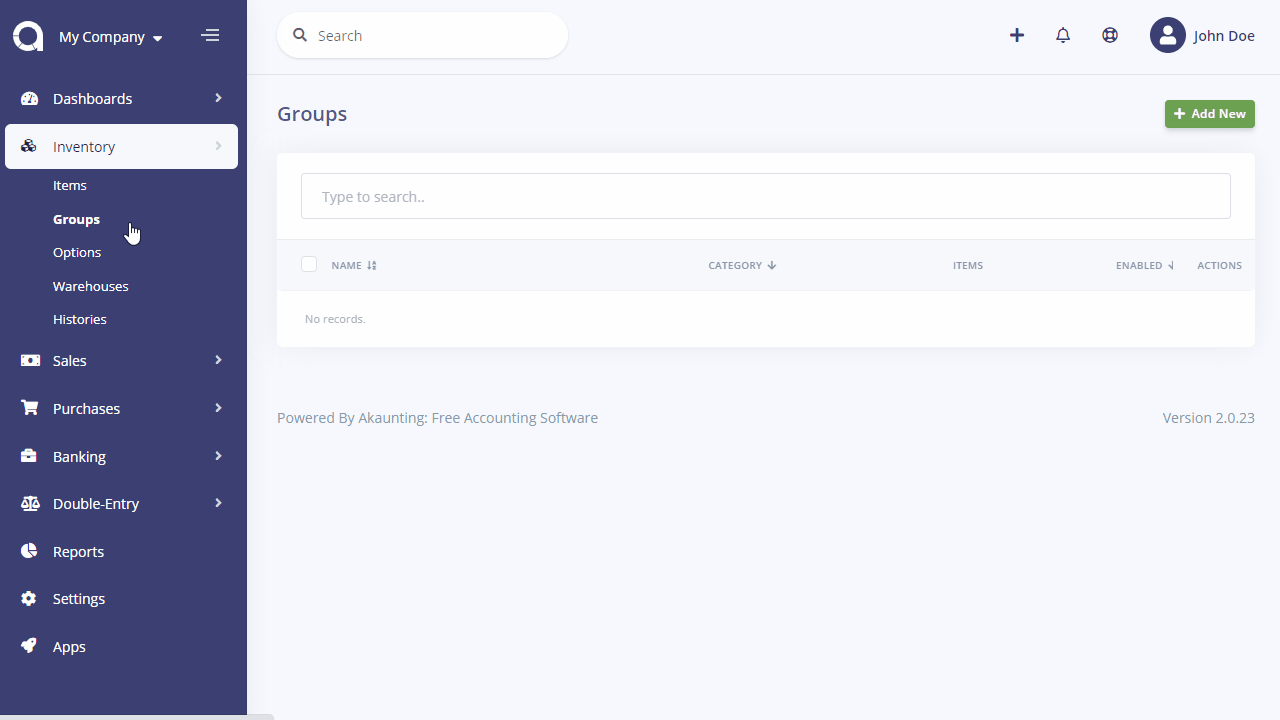 My Company
Search
John Doe
Dashboards
Inventory
Items
Groups
Options
Warehouses
Histories
Sales
Purchases
Banking
Double-Entry
Reports
Settings
Apps
Groups
Add New
Type to search..
NAME CATEGORY ITEMS ENABLED ACTIONS
No records.
Powered By Akaunting: Free Accounting Software
Version 2.0.23